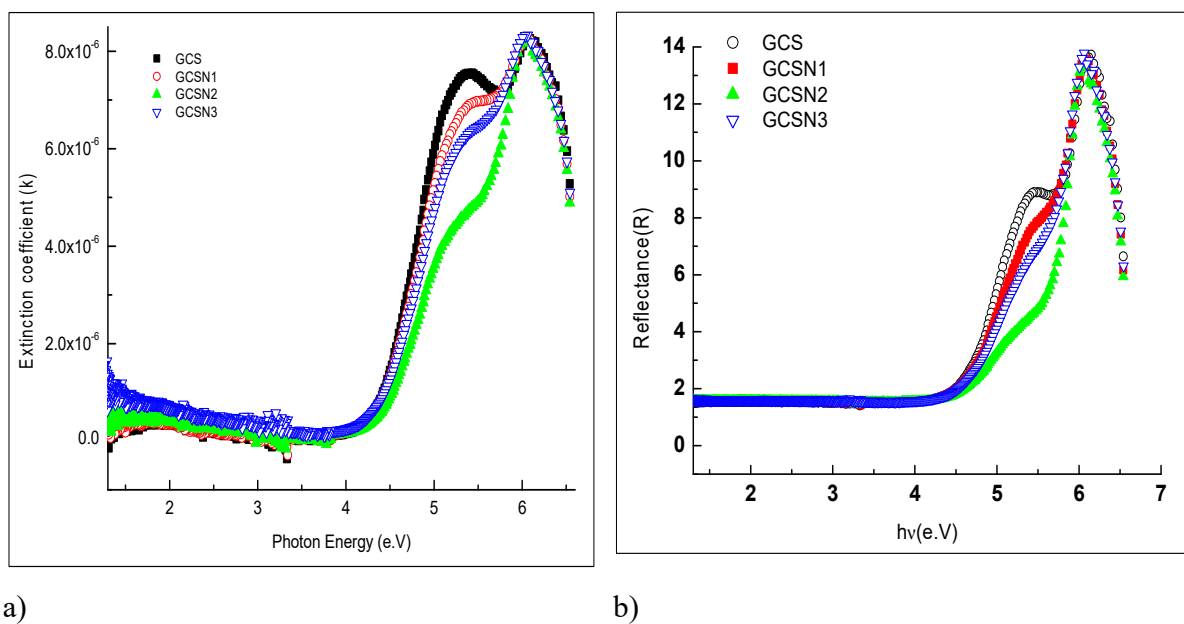 Extinction coefficient (k)
8.0x10⁻⁶
6.0x10⁻⁶
4.0x10⁻⁶
2.0x10⁻⁶
0.0
GCS
GCSN1
GCSN2
GCSN3
2 3 4 5 6
Photon Energy (e.V)
a)
Reflectance(R)
14
12
10
8
6
4
2
0
GCS
GCSN1
GCSN2
GCSN3
2 3 4 5 6 7
hν(e.V)
b)